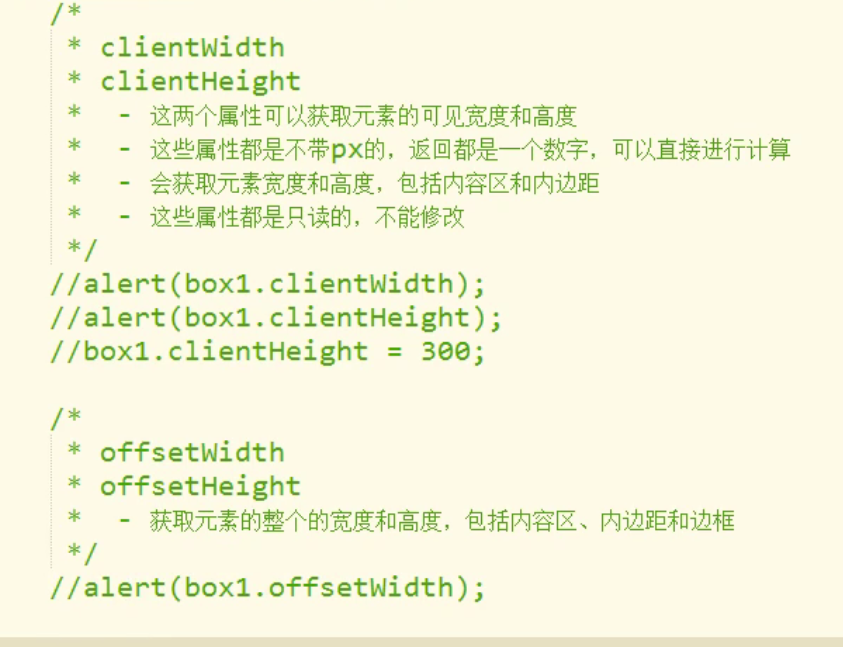 /*
 * clientWidth
 * clientHeight
 *  - 这两个属性可以获取元素的可见宽度和高度
 *  - 这些属性都是不带px的，返回都是一个数字，可以直接进行计算
 *  - 会获取元素宽度和高度，包括内容区和内边距
 *  - 这些属性都是只读的，不能修改
 */
//alert(box1.clientWidth);
//alert(box1.clientHeight);
//box1.clientHeight = 300;
/*
 * offsetWidth
 * offsetHeight
 *  - 获取元素的整个的宽度和高度，包括内容区、内边距和边框
 */
//alert(box1.offsetWidth);